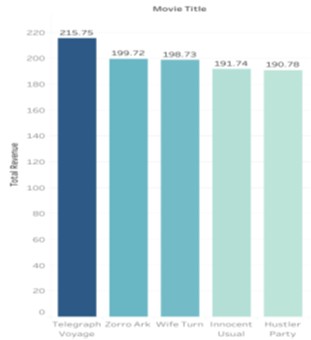 Movie Title
Total Revenue
220
200
180
160
140
120
100
80
60
40
20
0
215.75
199.72
198.73
191.74
190.78
Telegraph Voyage
Zorro Ark
Wife Turn
Innocent Usual
Hustler Party